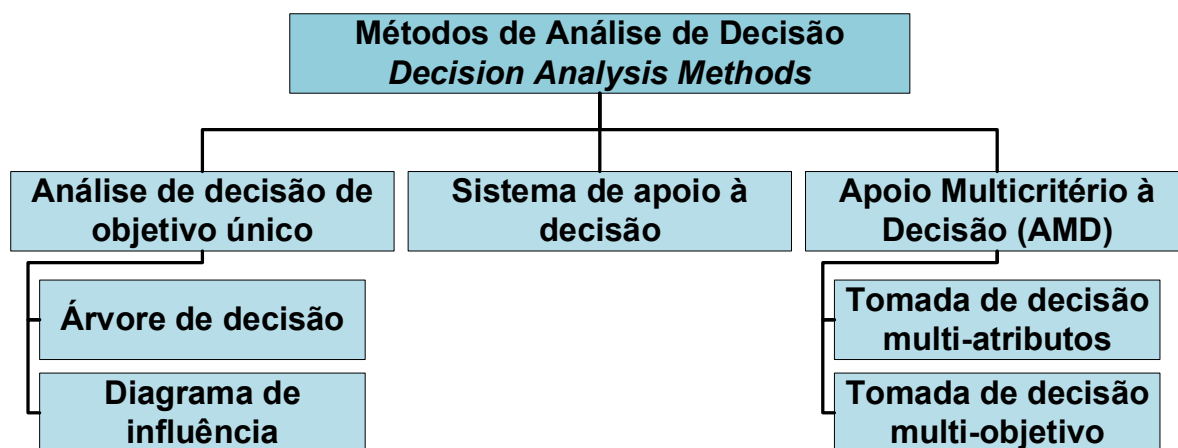 Métodos de Análise de Decisão
Decision Analysis Methods
Análise de decisão de
objetivo único
Árvore de decisão
Diagrama de
influência
Sistema de apoio à
decisão
Apoio Multicritério à
Decisão (AMD)
Tomada de decisão
multi-atributos
Tomada de decisão
multi-objetivo